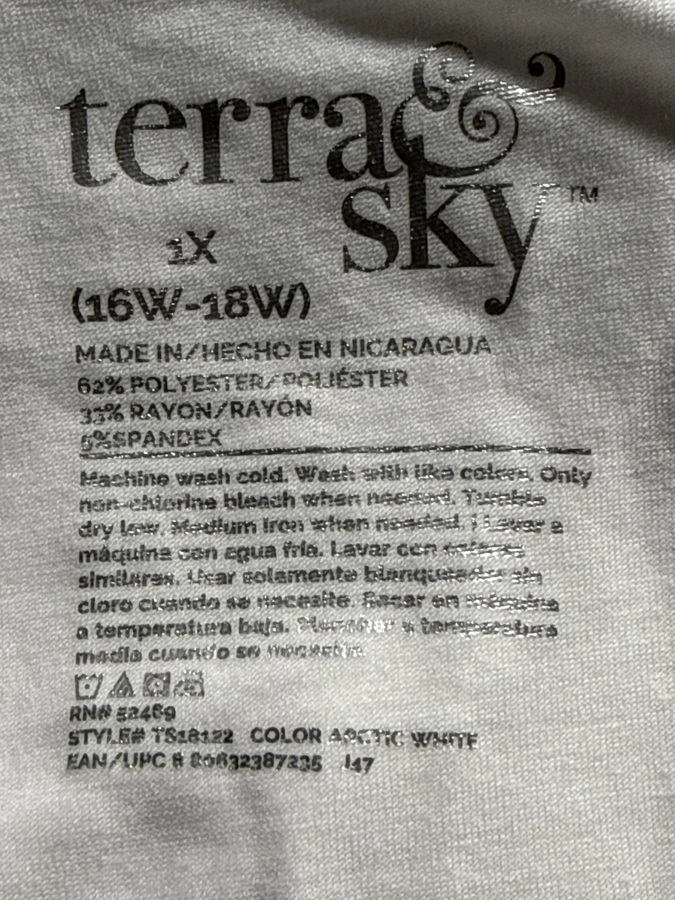 terra &
sky™
1X
(16W-18W)
MADE IN/HECHO EN NICARAGUA
62% POLYESTER/POLIÉSTER
33% RAYON/RAYÓN
5%SPANDEX
Machine wash cold. Wash with like colors. Only
non-chlorine bleach when needed. Tumble
dry low. Medium iron when needed. | Lavar a
máquina con agua fría. Lavar con colores
similares. Usar solamente blanqueador sin
cloro cuando se necesite. Secar en máquina
a temperatura baja. Planchar a temperatura
media cuando se necesite.
RN# 52469
STYLE# TS18122 COLOR ARCTIC WHITE
EAN/UPC # 147